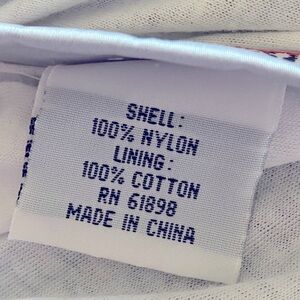 SHELL:
100% NYLON
LINING:
100% COTTON
RN 61898
MADE IN CHINA